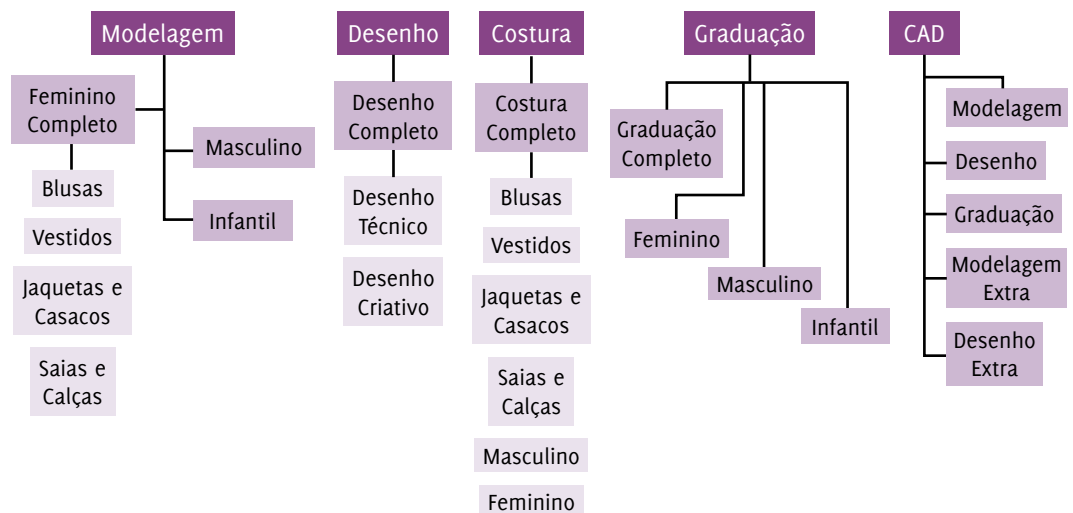 Modelagem
Feminino
Completo
Masculino
Infantil
Blusas
Vestidos
Jaquetas e
Casacos
Saias e
Calças
Desenho
Desenho
Completo
Desenho
Técnico
Desenho
Criativo
Costura
Costura
Completo
Blusas
Vestidos
Jaquetas e
Casacos
Saias e
Calças
Masculino
Feminino
Graduação
Graduação
Completo
Feminino
Masculino
Infantil
CAD
Modelagem
Desenho
Graduação
Modelagem
Extra
Desenho
Extra